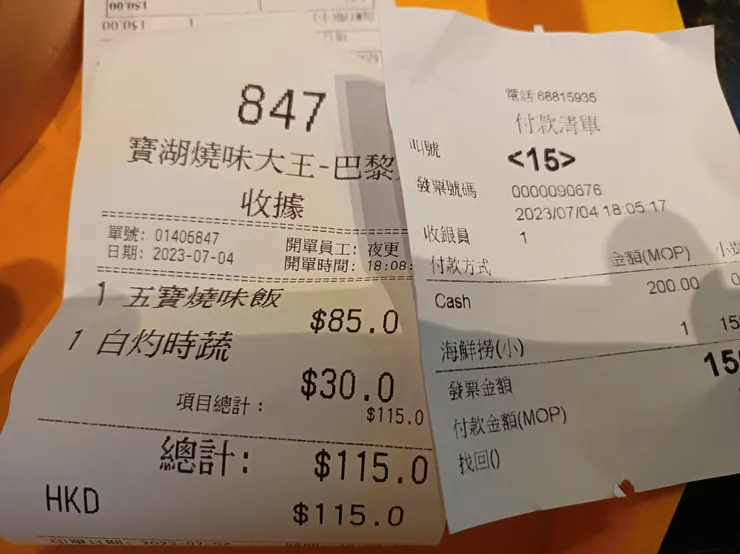 150.00
847
寶湖燒味大王-巴黎
收據
單號: 01406847
開單員工: 夜更
日期: 2023-07-04
開單時間: 18:08:
1 五寶燒味飯
$85.0
1 白灼時蔬
$30.0
項目總計:
$115.0
總計:
$115.0
HKD
$115.0
2023-07-04
電話 68815935
付款清單
叫號
<15>
發票號碼
0000090676
2023/07/04 18:05:17
收銀員
1
付款方式
金額(MOP)
Cash
200.00
海鮮撈(小)
1
發票金額
付款金額(MOP)
找回()